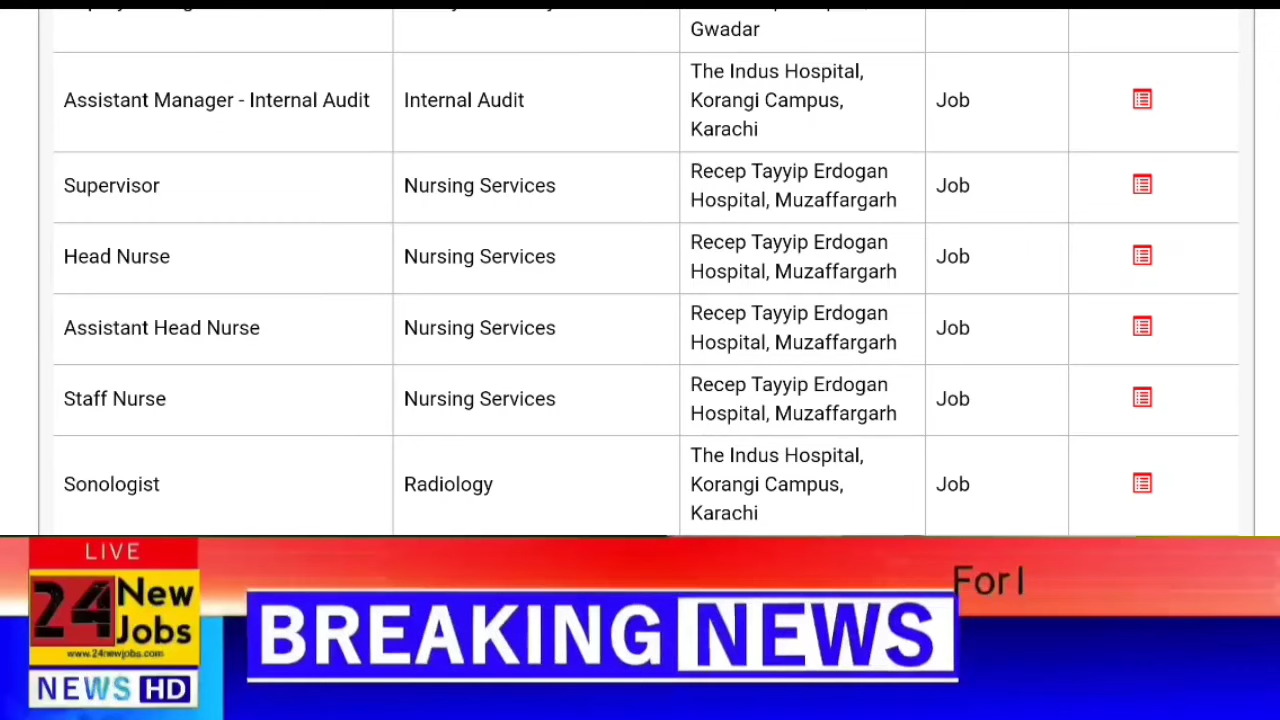 Gwadar
Assistant Manager - Internal Audit
Internal Audit
The Indus Hospital,
Korangi Campus,
Karachi
Job
Supervisor
Nursing Services
Recep Tayyip Erdogan
Hospital, Muzaffargarh
Job
Head Nurse
Nursing Services
Recep Tayyip Erdogan
Hospital, Muzaffargarh
Job
Assistant Head Nurse
Nursing Services
Recep Tayyip Erdogan
Hospital, Muzaffargarh
Job
Staff Nurse
Nursing Services
Recep Tayyip Erdogan
Hospital, Muzaffargarh
Job
Sonologist
Radiology
The Indus Hospital,
Korangi Campus,
Karachi
Job
LIVE
24 New
Jobs
www.24newjobs.com
NEWS HD
BREAKING NEWS
For